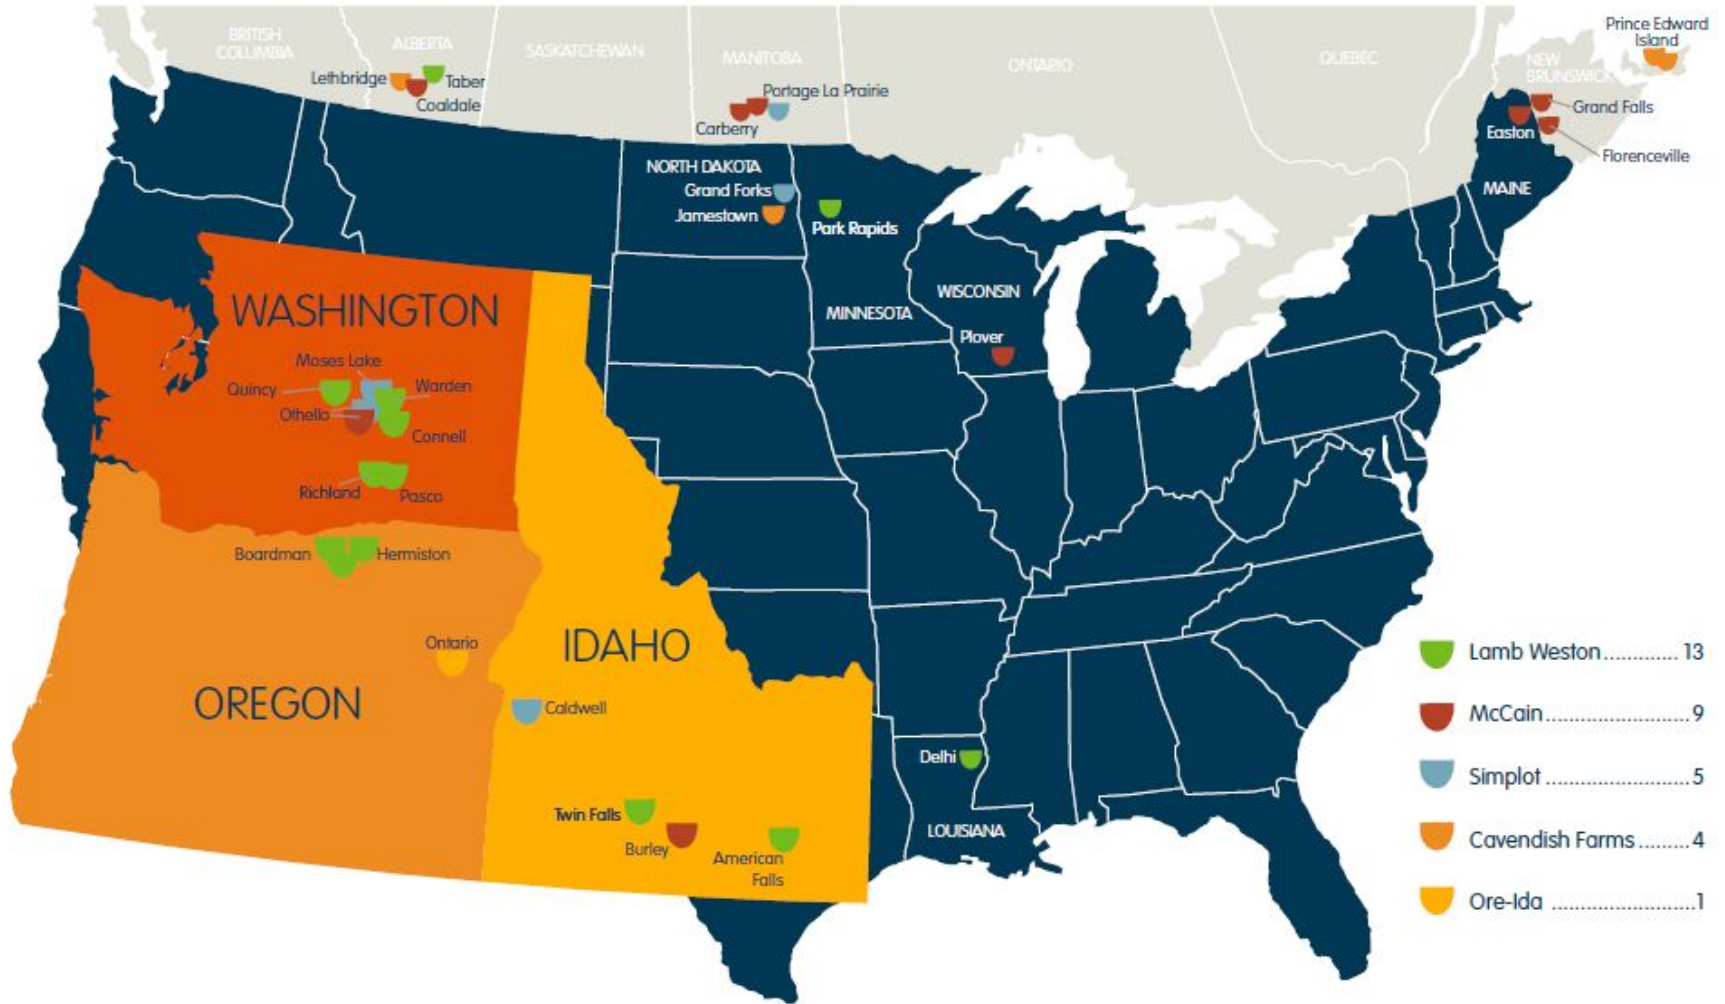 BRITISH
COLUMBIA
ALBERTA
SASKATCHEWAN
MANITOBA
ONTARIO
QUEBEC
NEW
BRUNSWICK
Prince Edward
Island
Lethbridge
Taber
Coaldale
Portage La Prairie
Carberry
Grand Falls
Easton
Florenceville
MAINE
NORTH DAKOTA
Grand Forks
Jamestown
Park Rapids
MINNESOTA
WISCONSIN
Plover
WASHINGTON
Moses Lake
Quincy
Warden
Othello
Connell
Richland
Pasco
Boardman
Hermiston
Ontario
OREGON
IDAHO
Caldwell
Twin Falls
Burley
American
Falls
Delhi
LOUISIANA
Lamb Weston............. 13
McCain.........................9
Simplot .........................5
Cavendish Farms .........4
Ore-Ida .........................1